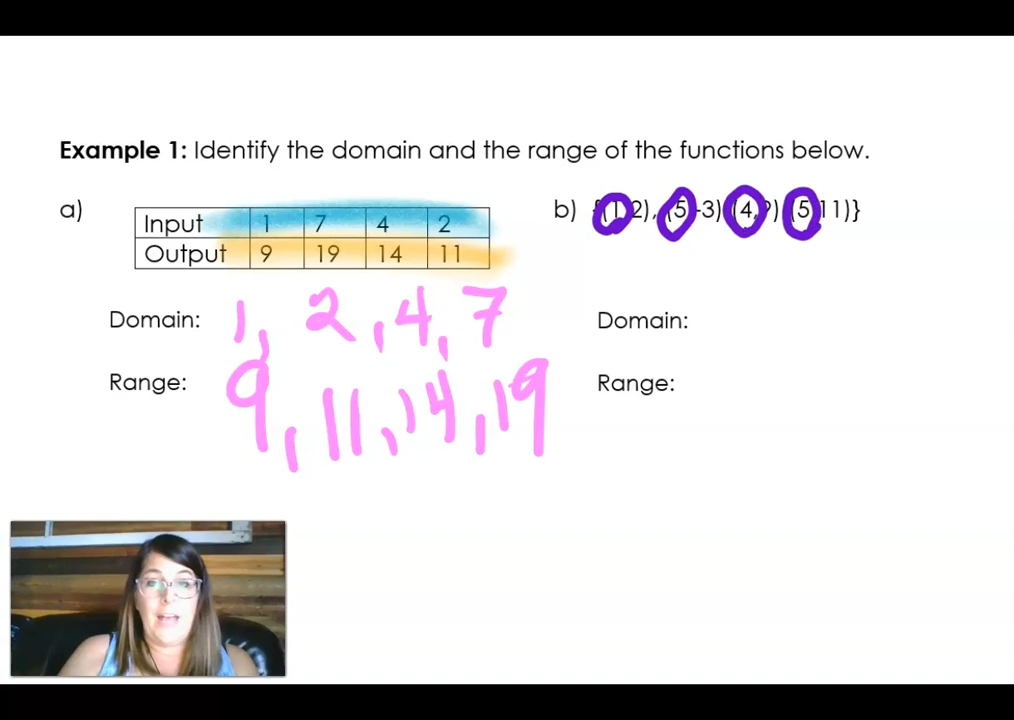 Example 1: Identify the domain and the range of the functions below.
a)
Input 1 7 4 2
Output 9 19 14 11
Domain: 1, 2, 4, 7
Range: 9, 11, 14, 19
b) {(1,2), (5,-3) (4, ) (5,11)}
Domain:
Range: